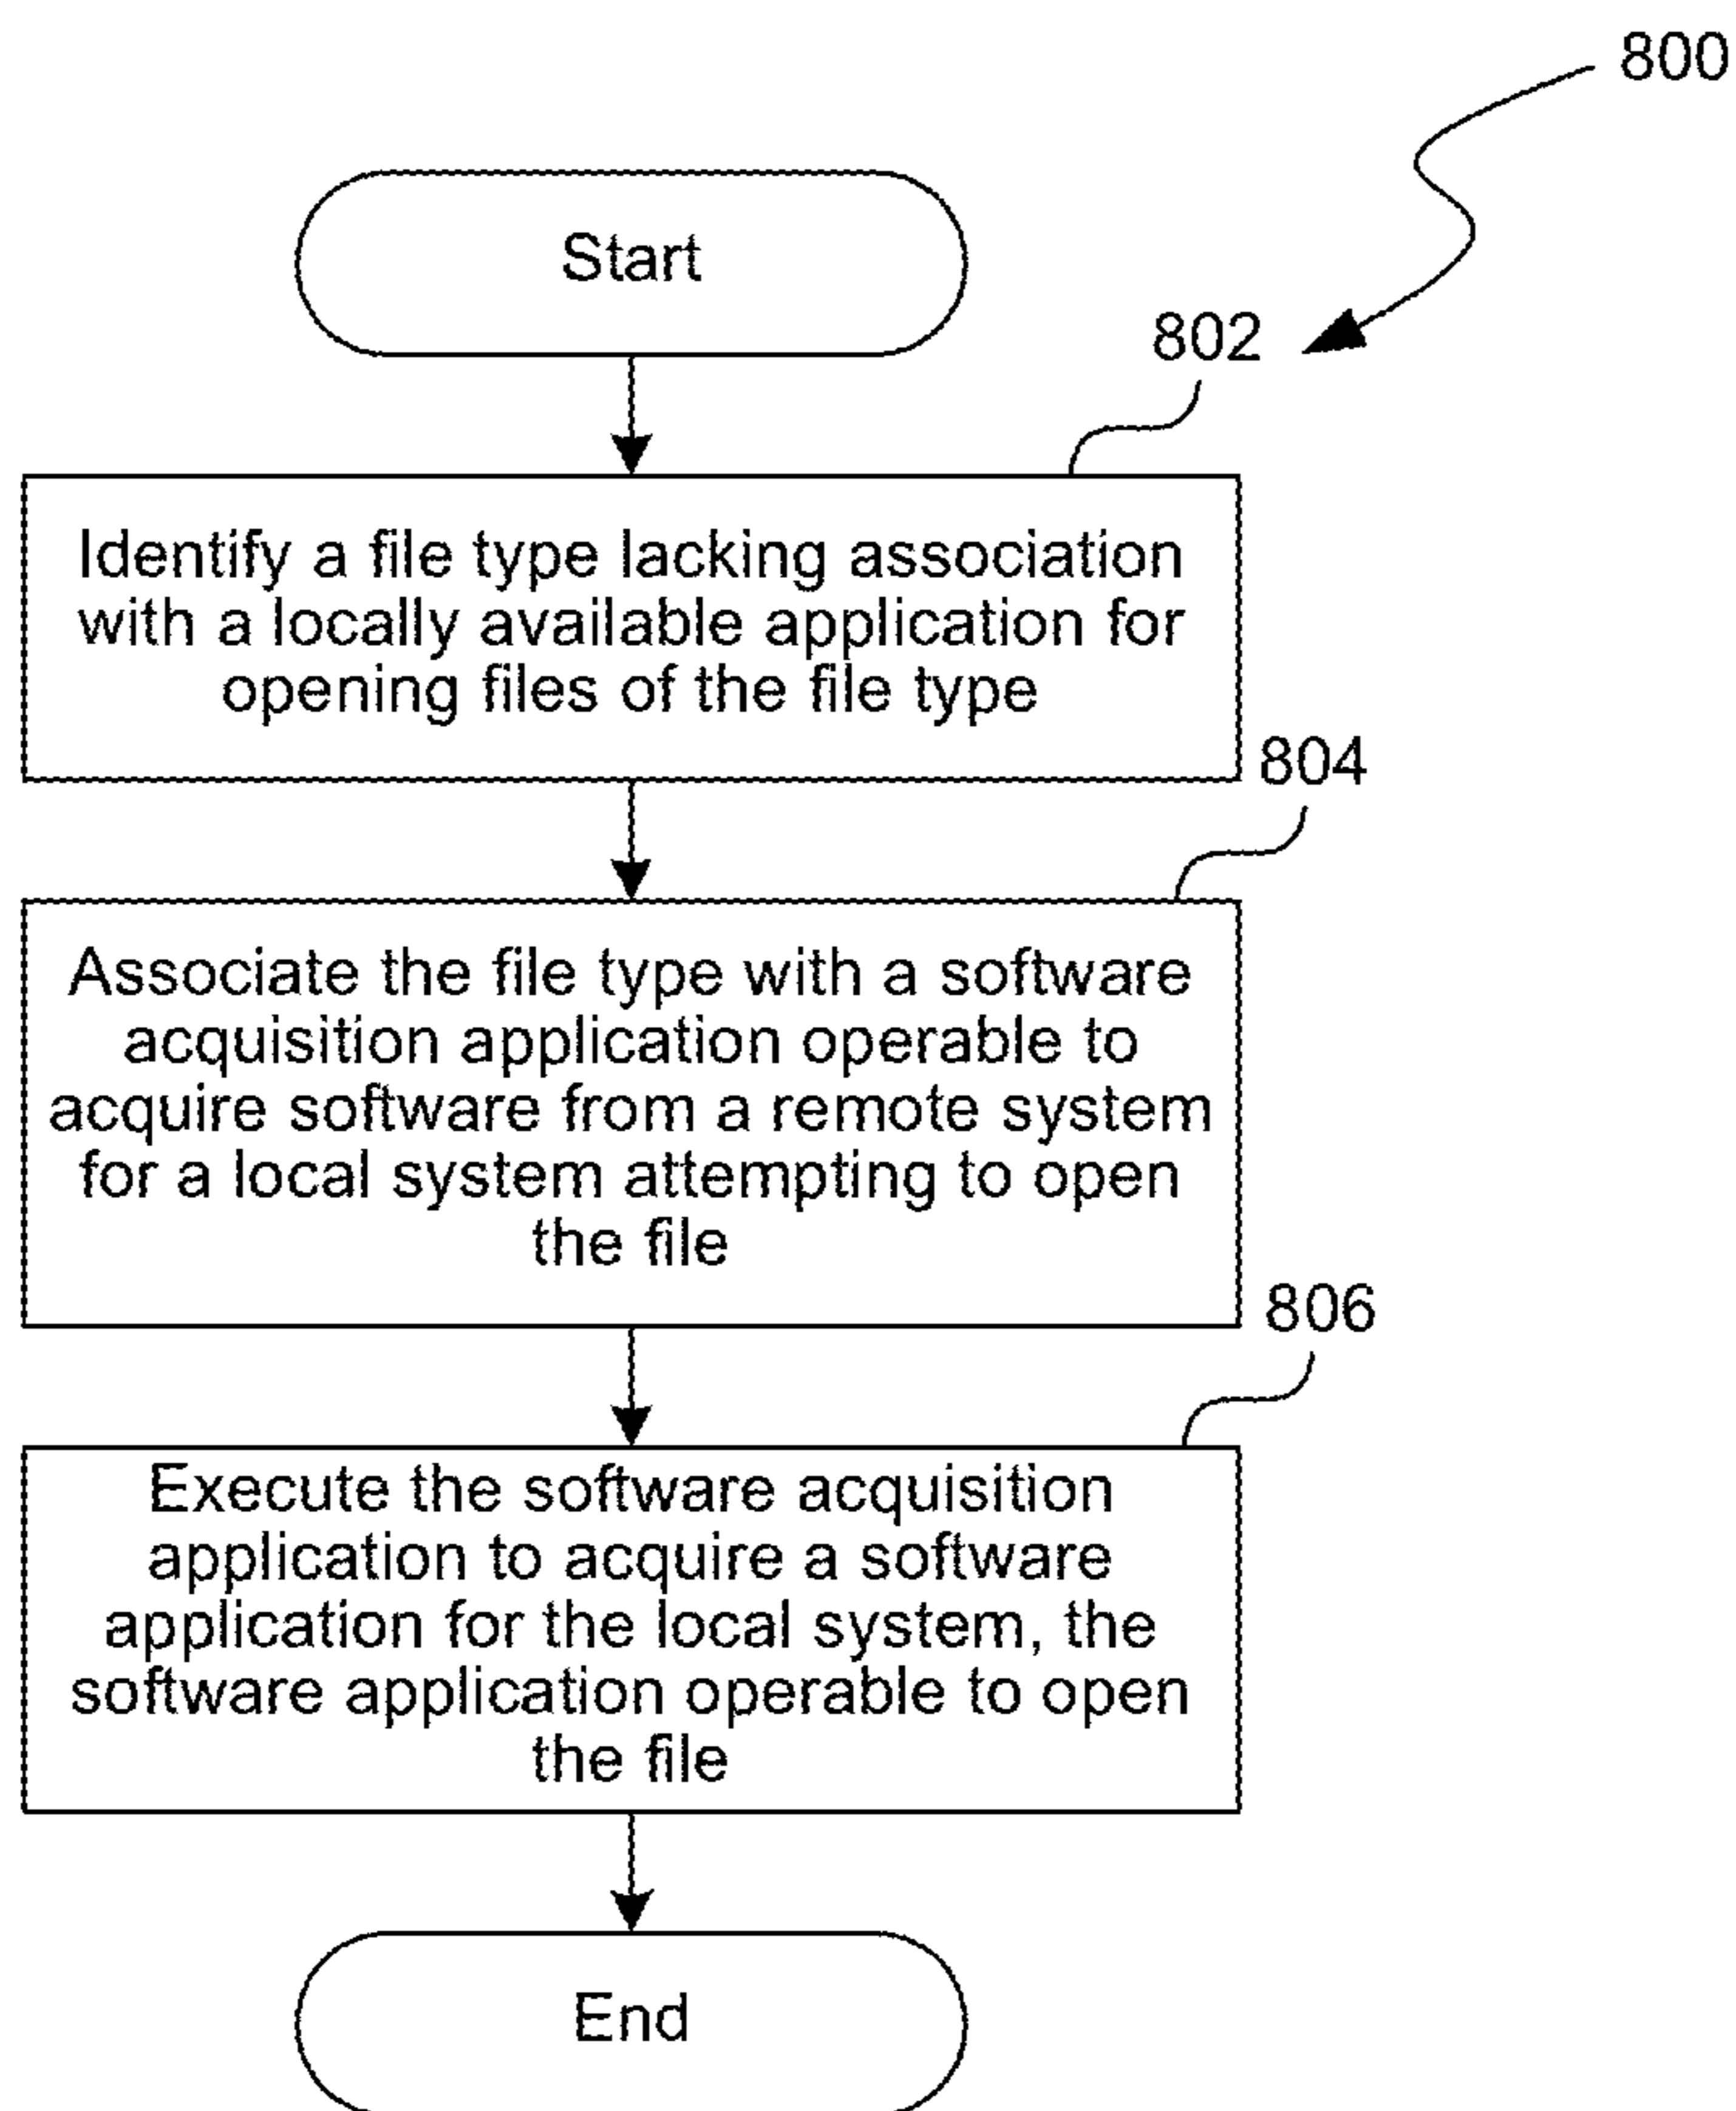 800
Start
802
Identify a file type lacking association
with a locally available application for
opening files of the file type
804
Associate the file type with a software
acquisition application operable to
acquire software from a remote system
for a local system attempting to open
the file
806
Execute the software acquisition
application to acquire a software
application for the local system, the
software application operable to open
the file
End